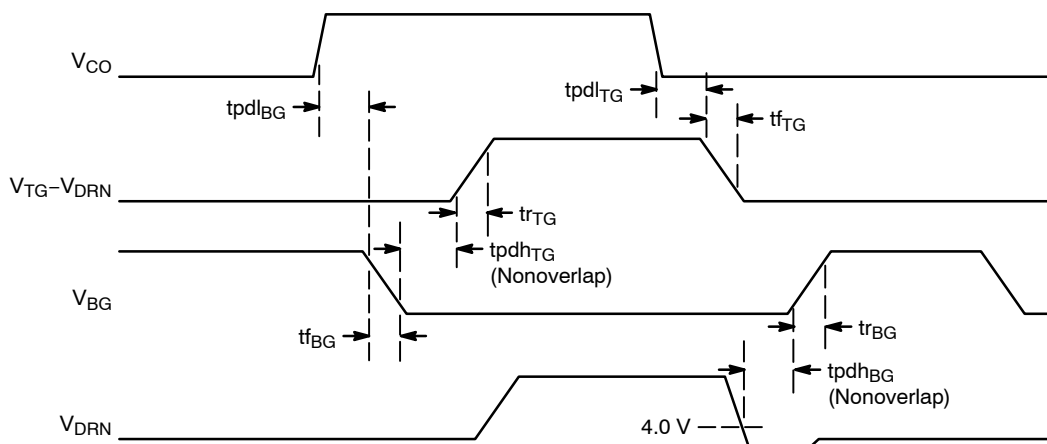 V_CO
tpdl_BG
tpdl_TG
tf_TG
V_TG–V_DRN
tr_TG
tpdh_TG
(Nonoverlap)
V_BG
tf_BG
tr_BG
tpdh_BG
(Nonoverlap)
V_DRN
4.0 V